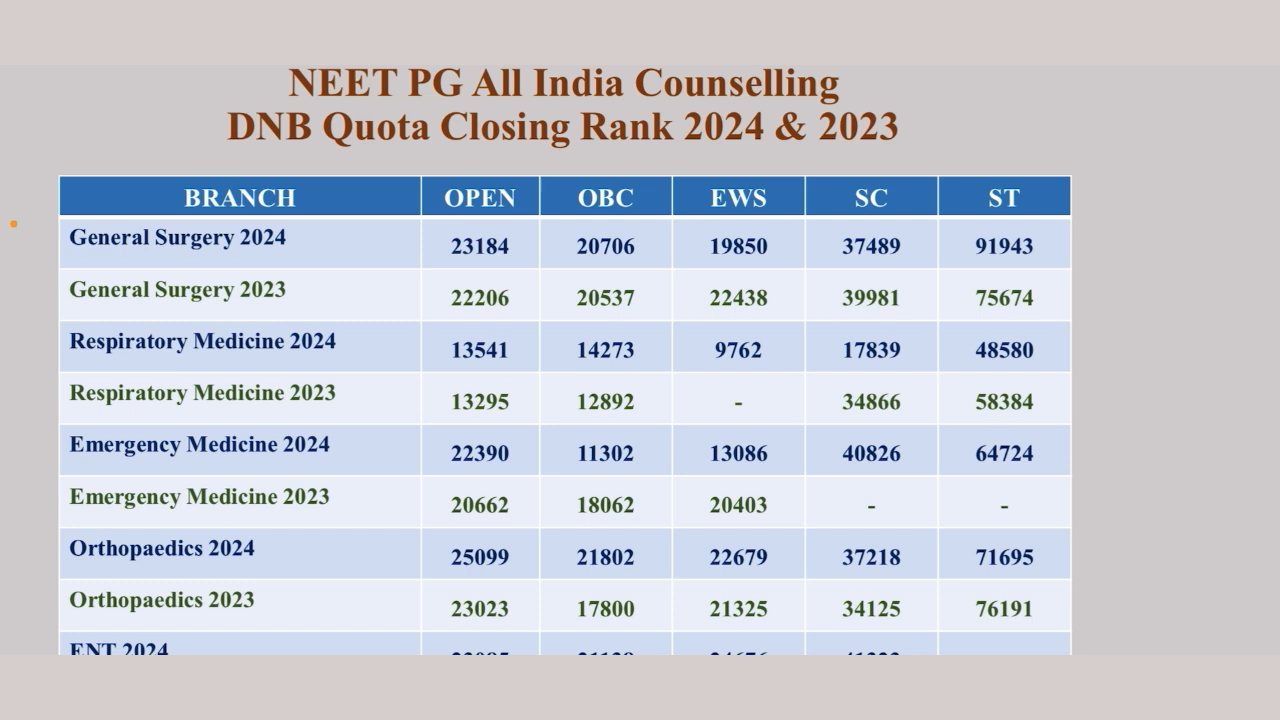 NEET PG All India Counselling
DNB Quota Closing Rank 2024 & 2023
BRANCH OPEN OBC EWS SC ST
General Surgery 2024 23184 20706 19850 37489 91943
General Surgery 2023 22206 20537 22438 39981 75674
Respiratory Medicine 2024 13541 14273 9762 17839 48580
Respiratory Medicine 2023 13295 12892 - 34866 58384
Emergency Medicine 2024 22390 11302 13086 40826 64724
Emergency Medicine 2023 20662 18062 20403 - -
Orthopaedics 2024 25099 21802 22679 37218 71695
Orthopaedics 2023 23023 17800 21325 34125 76191
ENT 2024